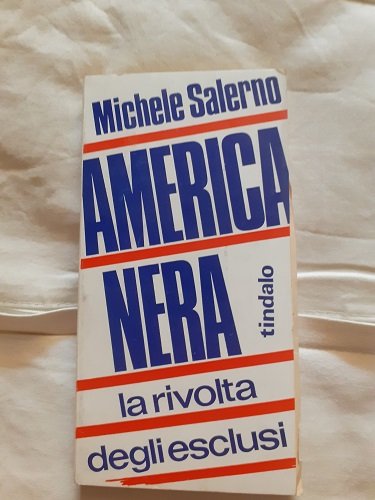 Michele Salerno
AMERICA
NERA
tindalo
la rivolta
degli esclusi